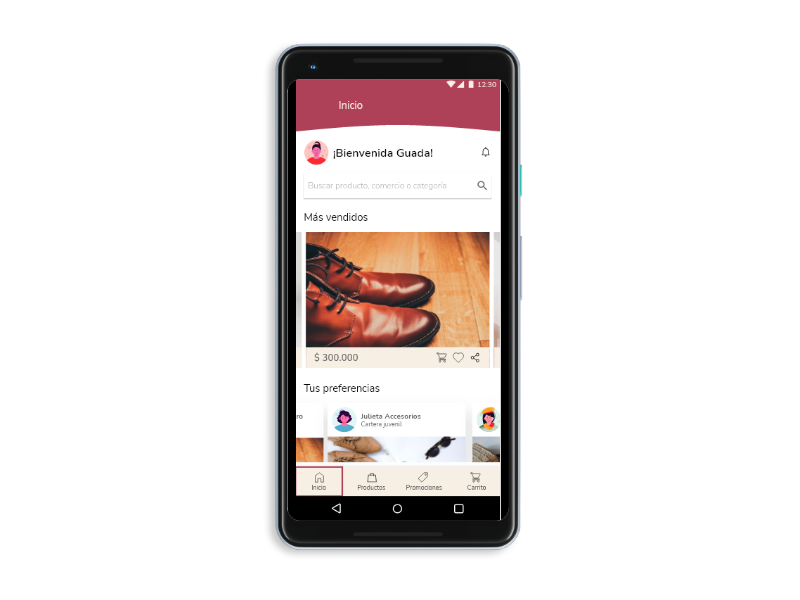 12:30
Inicio
¡Bienvenida Guada!
Buscar producto, comercio o categoría
Más vendidos
$ 300.000
Tus preferencias
ro
Julieta Accesorios
Cartera juvenil
Inicio
Productos
Promociones
Carrito